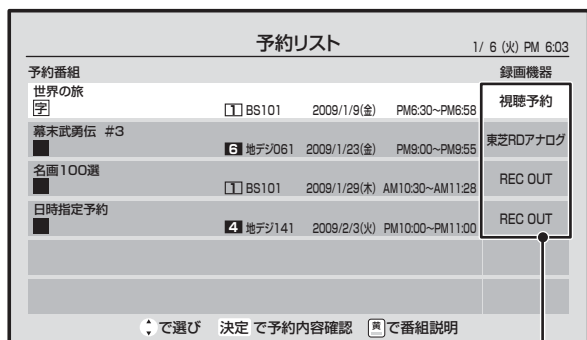 予約リスト 1/ 6 (火) PM 6:03
予約番組 録画機器
世界の旅
字 1 BS101 2009/1/9(金) PM6:30~PM6:58 視聴予約
幕末武勇伝 #3
6 地デジ061 2009/1/23(金) PM9:00~PM9:55 東芝RDアナログ
名画100選
1 BS101 2009/1/29(木) AM10:30~AM11:28 REC OUT
日時指定予約
4 地デジ141 2009/2/3(火) PM10:00~PM11:00 REC OUT
で選び 決定 で予約内容確認 黄 で番組説明